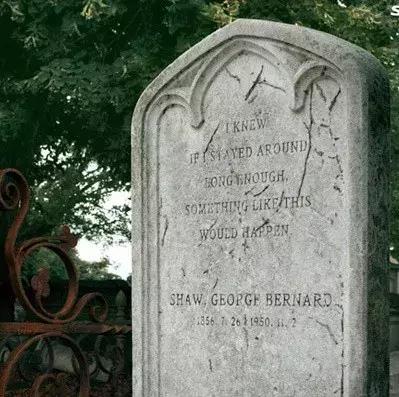 I KNEW
IF I STAYED AROUND
LONG ENOUGH,
SOMETHING LIKE THIS
WOULD HAPPEN.
SHAW, GEORGE BERNARD
1856. 7. 26 1950. 11. 2